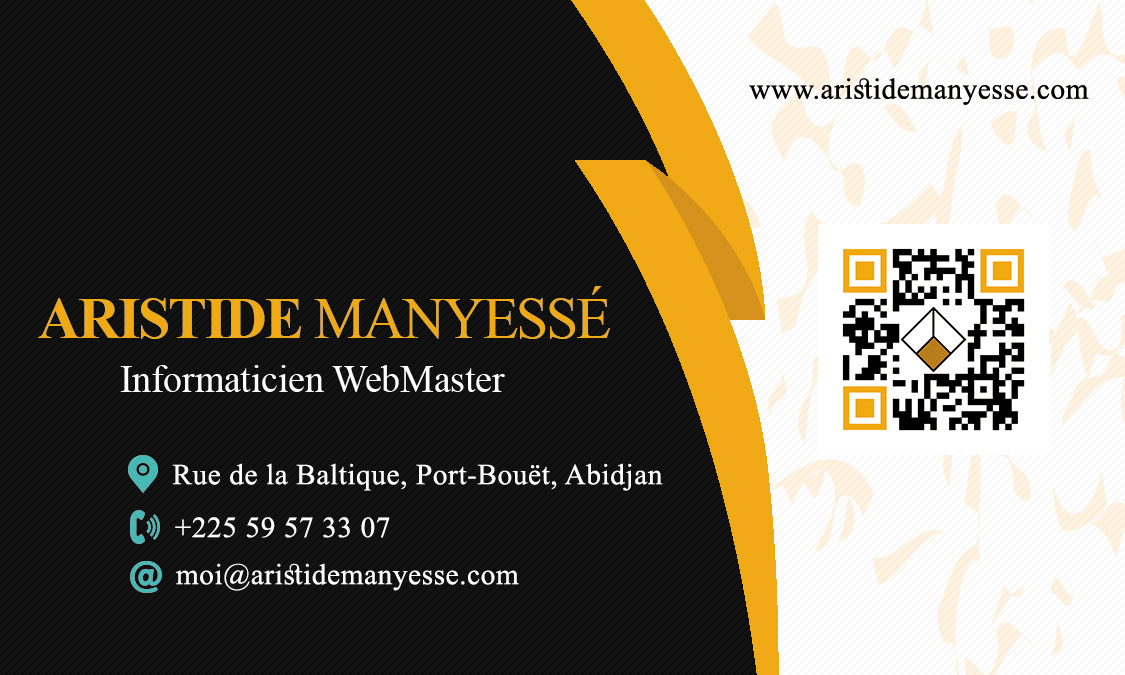 www.aristidemanyesse.com
ARISTIDE MANYESSÉ
Informaticien WebMaster
Rue de la Baltique, Port-Bouët, Abidjan
+225 59 57 33 07
moi@aristidemanyesse.com